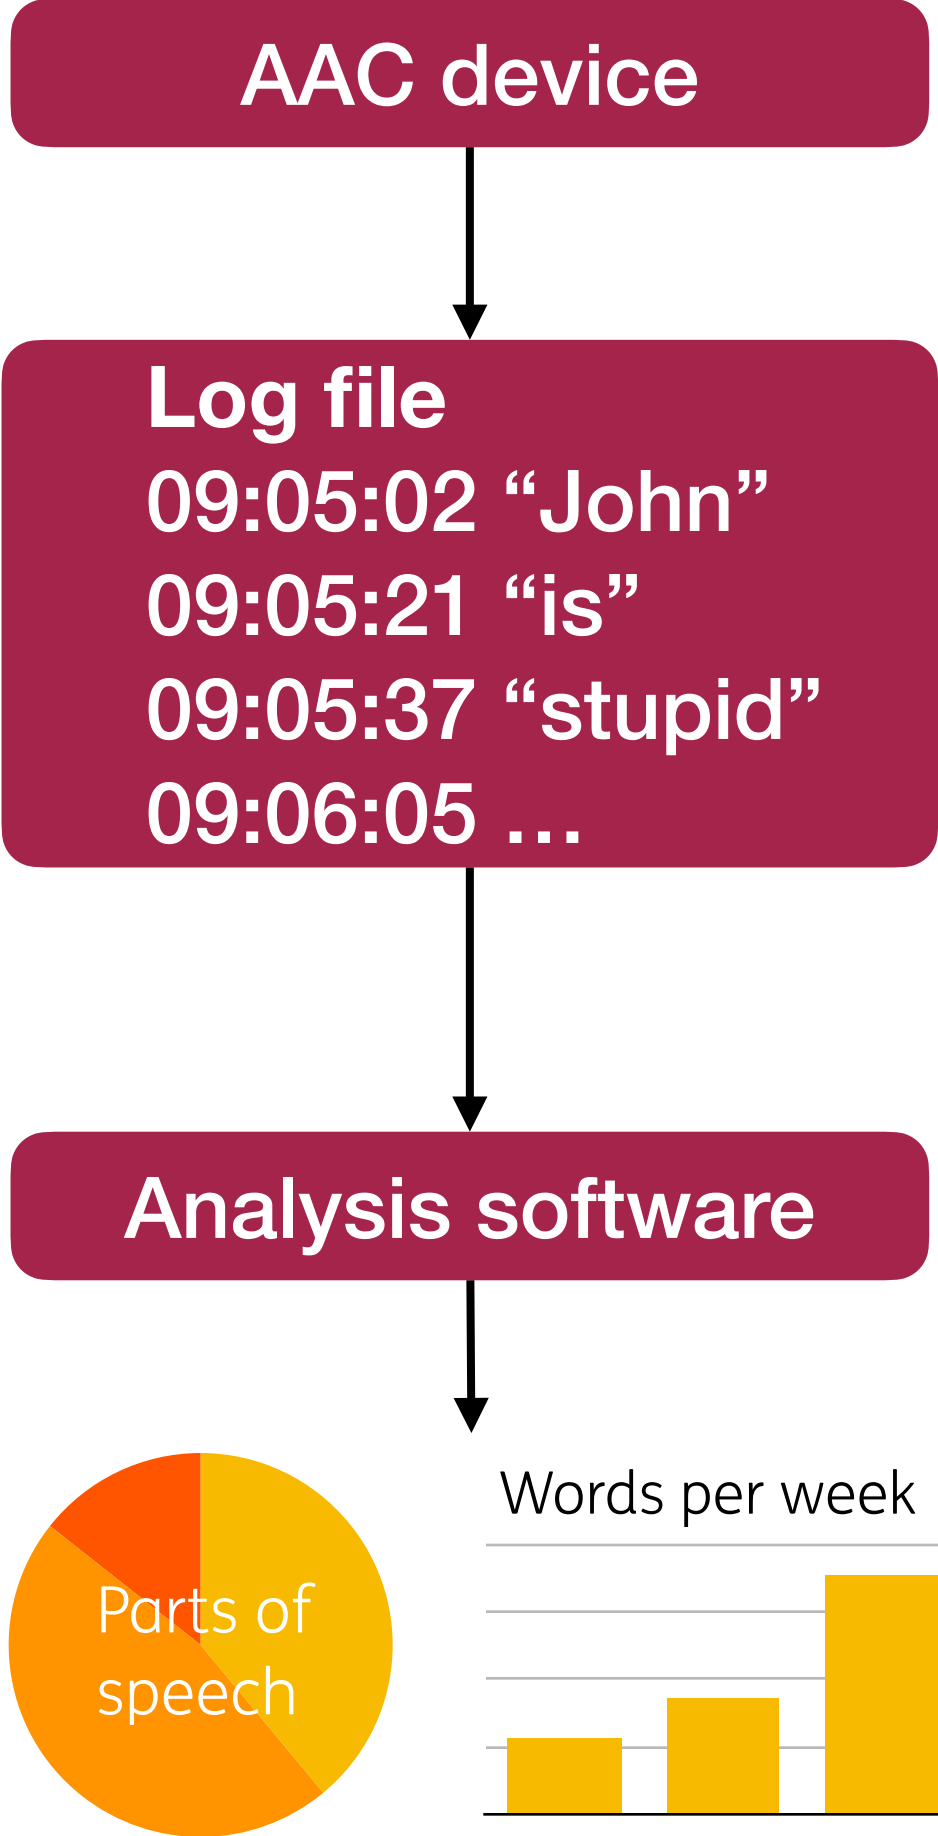 AAC device
Log file
09:05:02 “John”
09:05:21 “is”
09:05:37 “stupid”
09:06:05 …
Analysis software
Parts of
speech
Words per week